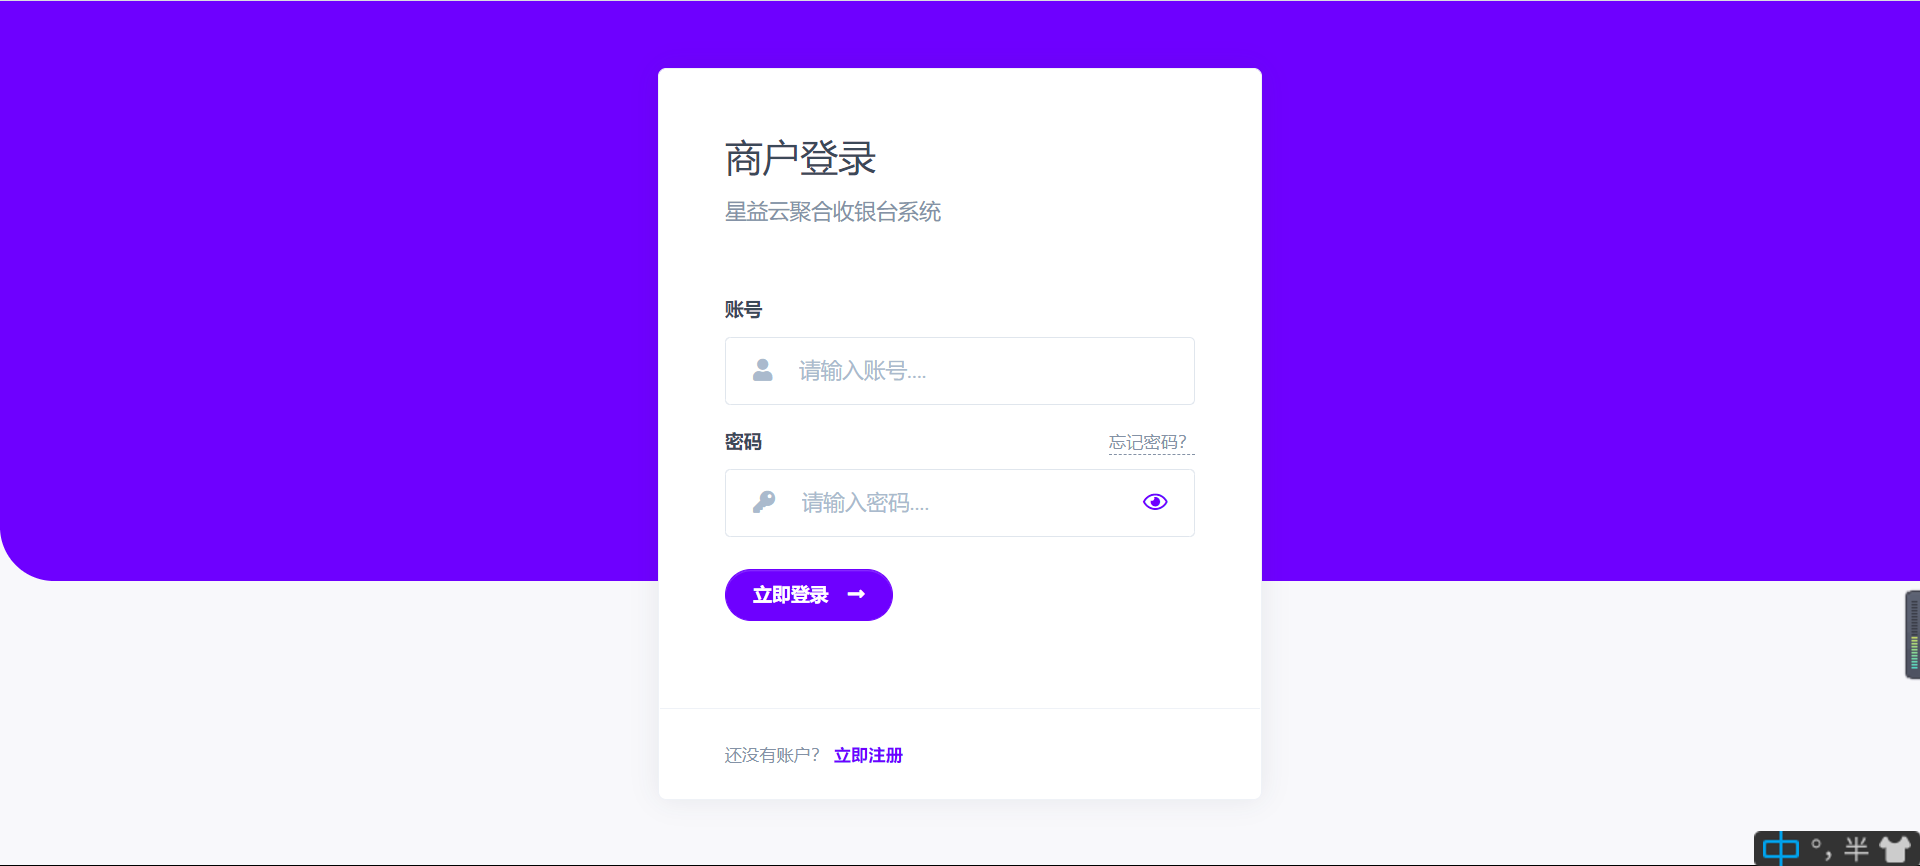 商户登录
星益云聚合收银台系统
账号
请输入账号....
密码 忘记密码？
请输入密码....
立即登录
还没有账户？ 立即注册
中 °, 半